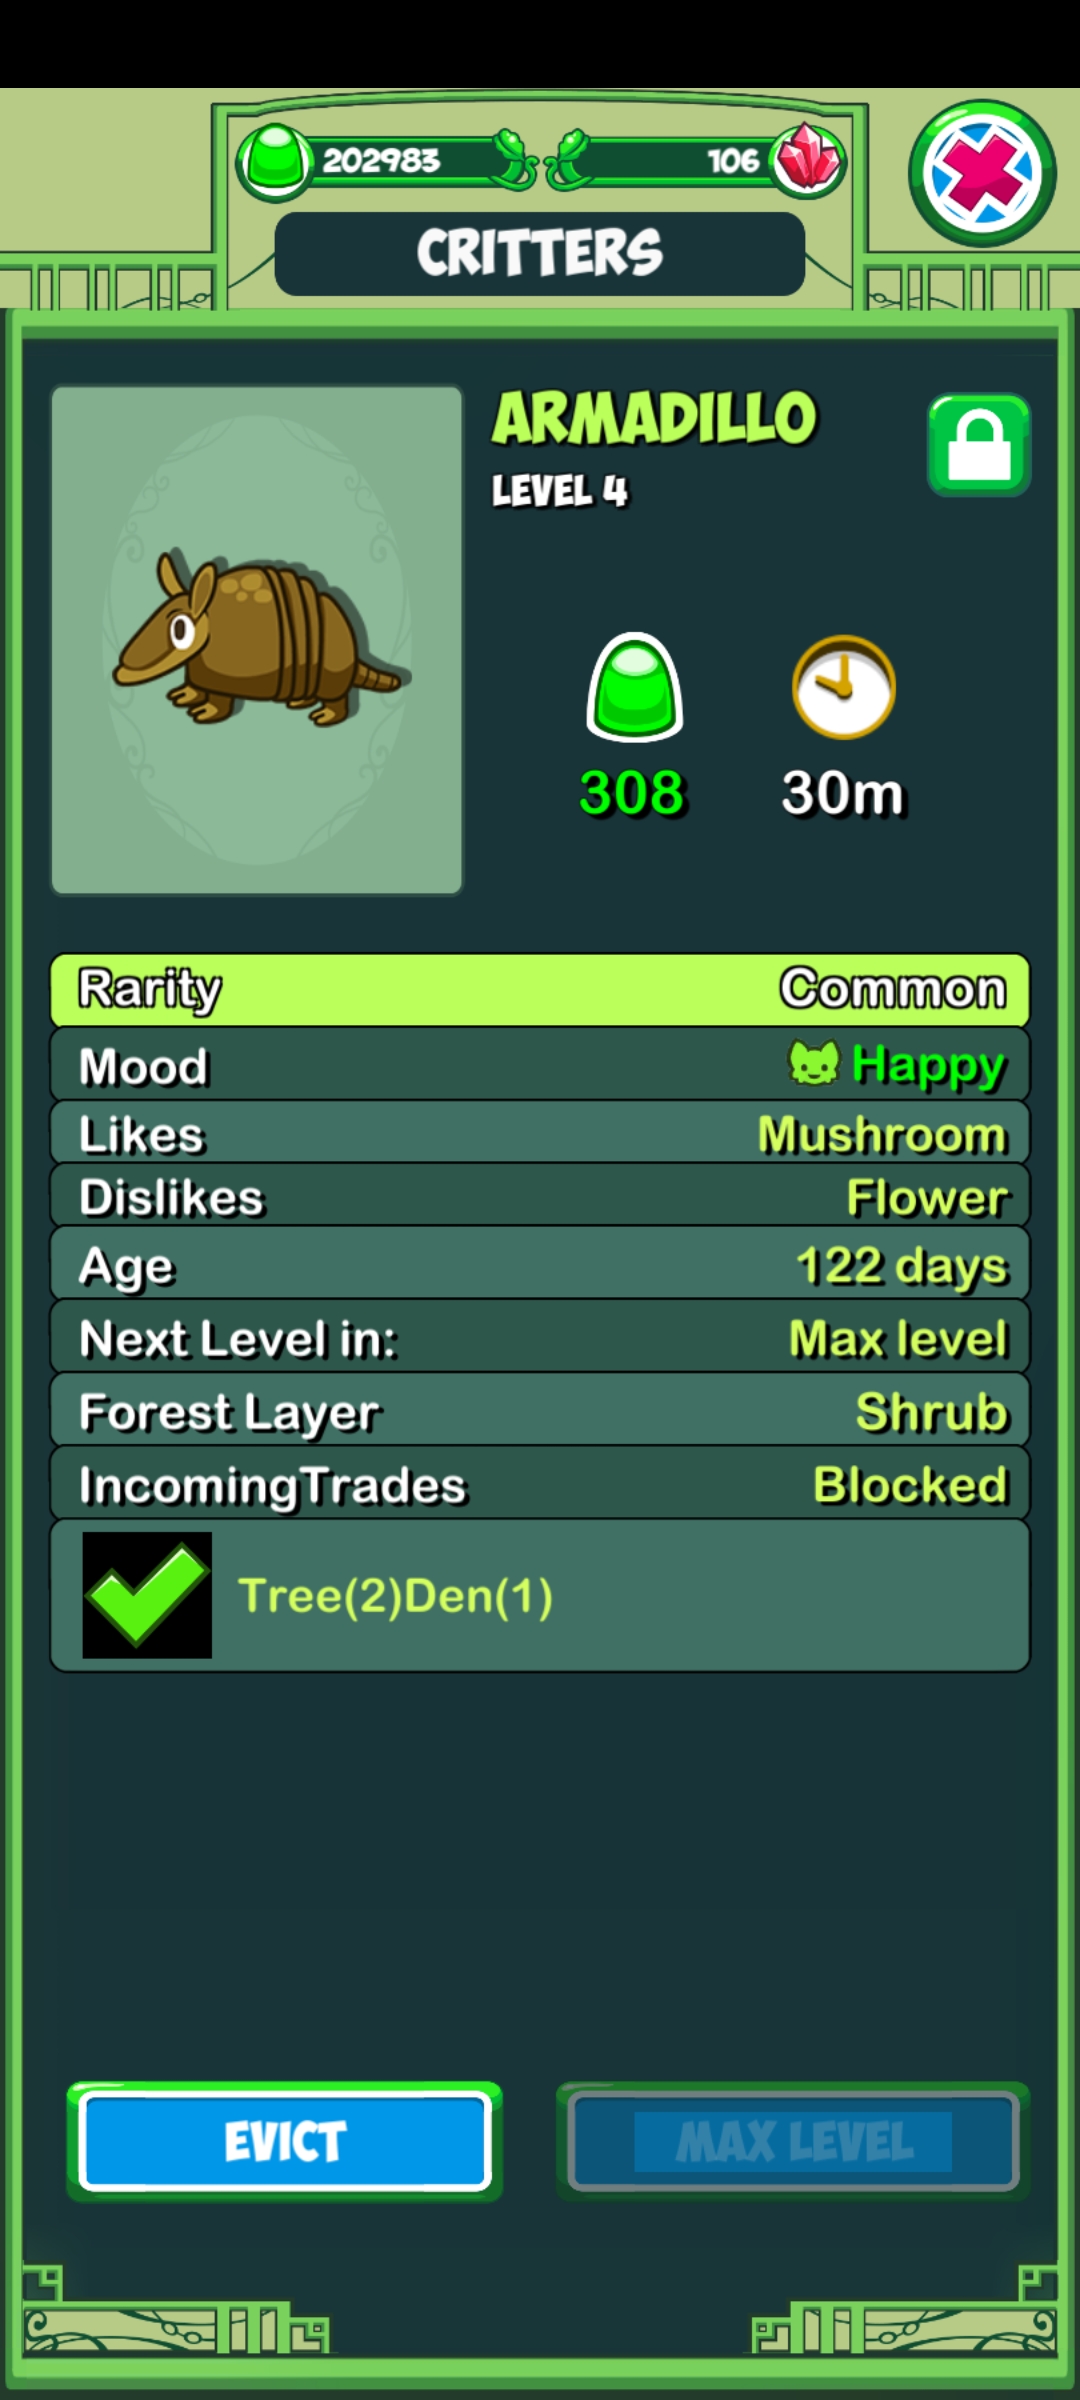 202983 106
CRITTERS
ARMADILLO
LEVEL 4
308 30m
Rarity Common
Mood Happy
Likes Mushroom
Dislikes Flower
Age 122 days
Next Level in: Max level
Forest Layer Shrub
IncomingTrades Blocked
Tree(2)Den(1)
EVICT MAX LEVEL